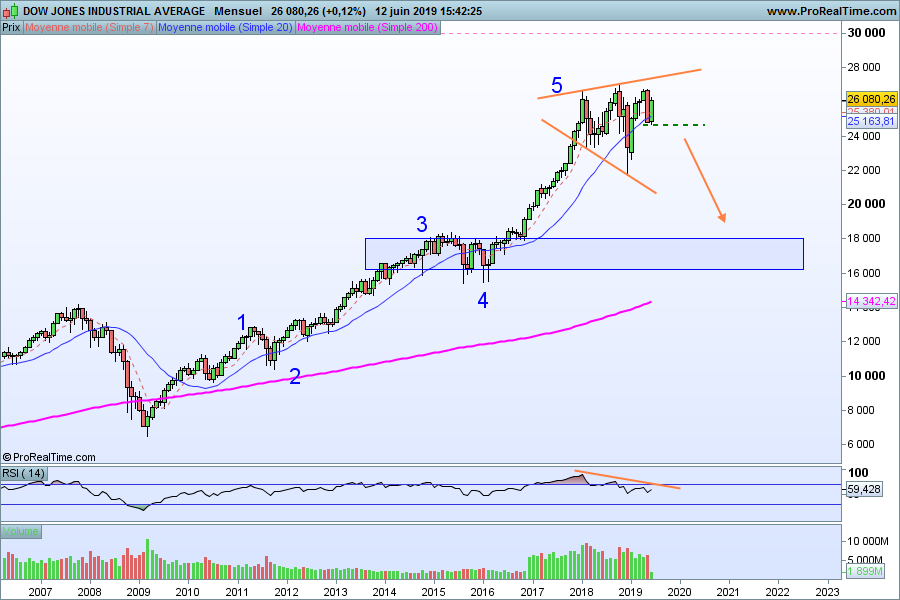 DOW JONES INDUSTRIAL AVERAGE Mensuel 26 080,26 (+0,12%) 12 juin 2019 15:42:25 www.ProRealTime.com
Prix Moyenne mobile (Simple 7) Moyenne mobile (Simple 20) Moyenne mobile (Simple 200)
30 000
28 000
26 080,26
25 163,81
24 000
22 000
20 000
18 000
16 000
14 342,42
12 000
10 000
8 000
6 000
5
3
4
1
2
© ProRealTime.com
RSI ( 14)
100
59,428
Volume
10 000M
5 000M
1 899M
2007 2008 2009 2010 2011 2012 2013 2014 2015 2016 2017 2018 2019 2020 2021 2022 2023